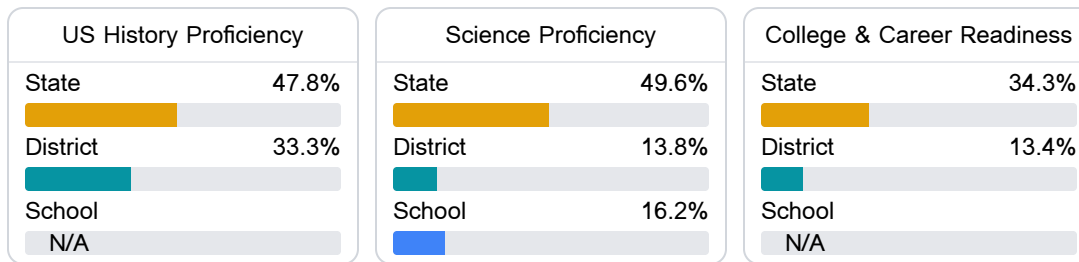 US History Proficiency
State 47.8%
District 33.3%
School
N/A
Science Proficiency
State 49.6%
District 13.8%
School 16.2%
College & Career Readiness
State 34.3%
District 13.4%
School
N/A